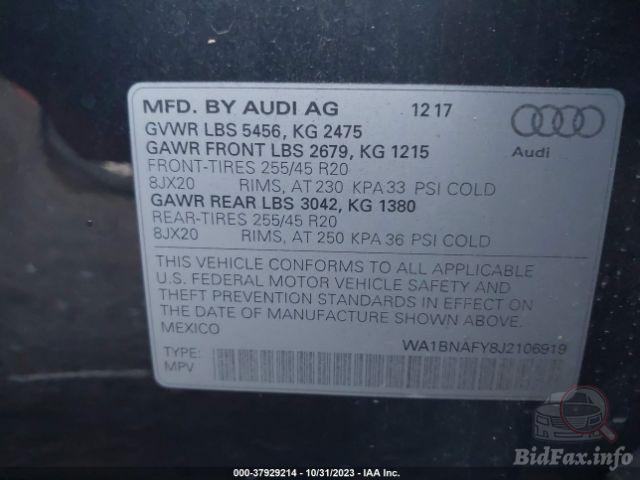 MFD. BY AUDI AG 12 17
GVWR LBS 5456, KG 2475
GAWR FRONT LBS 2679, KG 1215
Audi
FRONT-TIRES 255/45 R20
8JX20 RIMS, AT 230 KPA 33 PSI COLD
GAWR REAR LBS 3042, KG 1380
REAR-TIRES 255/45 R20
8JX20 RIMS, AT 250 KPA 36 PSI COLD
THIS VEHICLE CONFORMS TO ALL APPLICABLE
U.S. FEDERAL MOTOR VEHICLE SAFETY AND
THEFT PREVENTION STANDARDS IN EFFECT ON
THE DATE OF MANUFACTURE SHOWN ABOVE.
MEXICO
WA1BNAFY8J2106919
TYPE:
MPV
BidFax.info
000-37929214 - 10/31/2023 - IAA Inc.